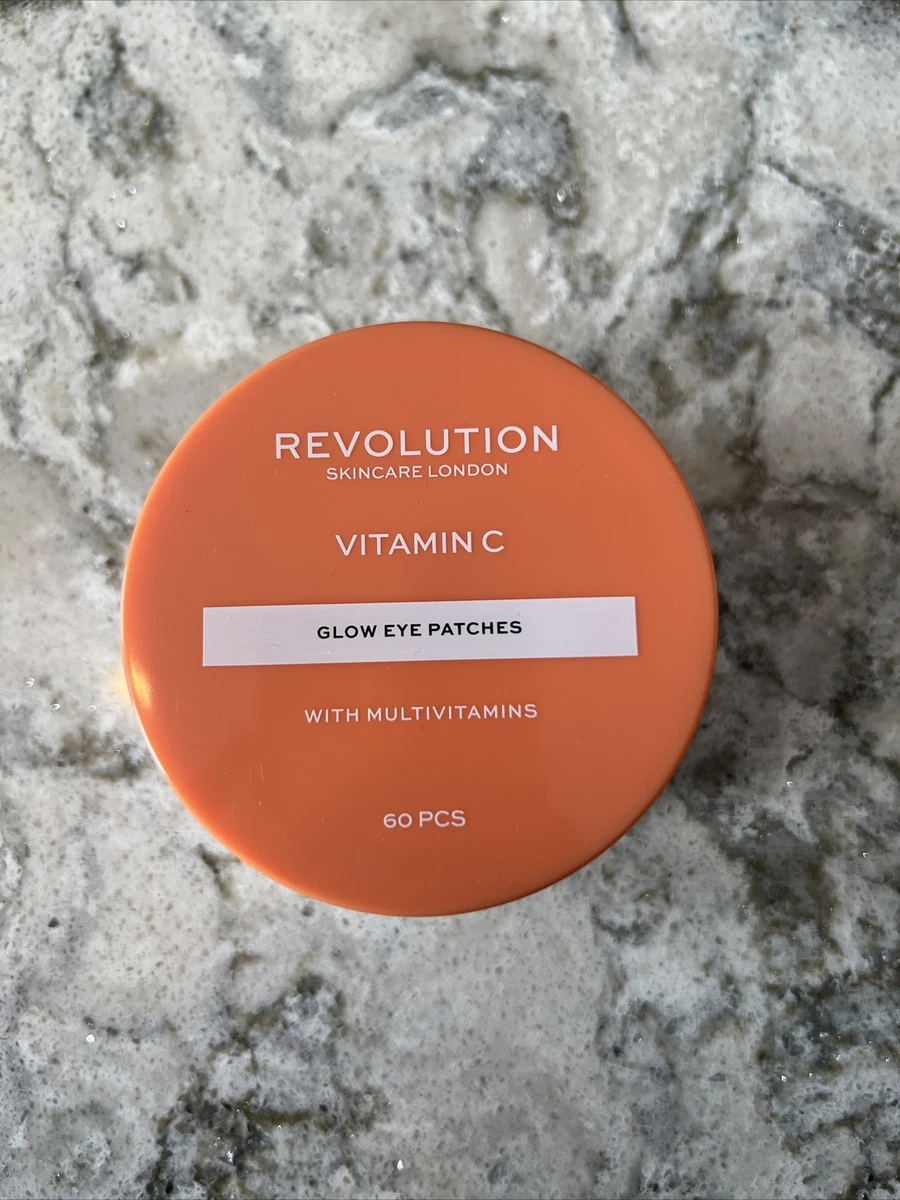 REVOLUTION
SKINCARE LONDON
VITAMIN C
GLOW EYE PATCHES
WITH MULTIVITAMINS
60 PCS